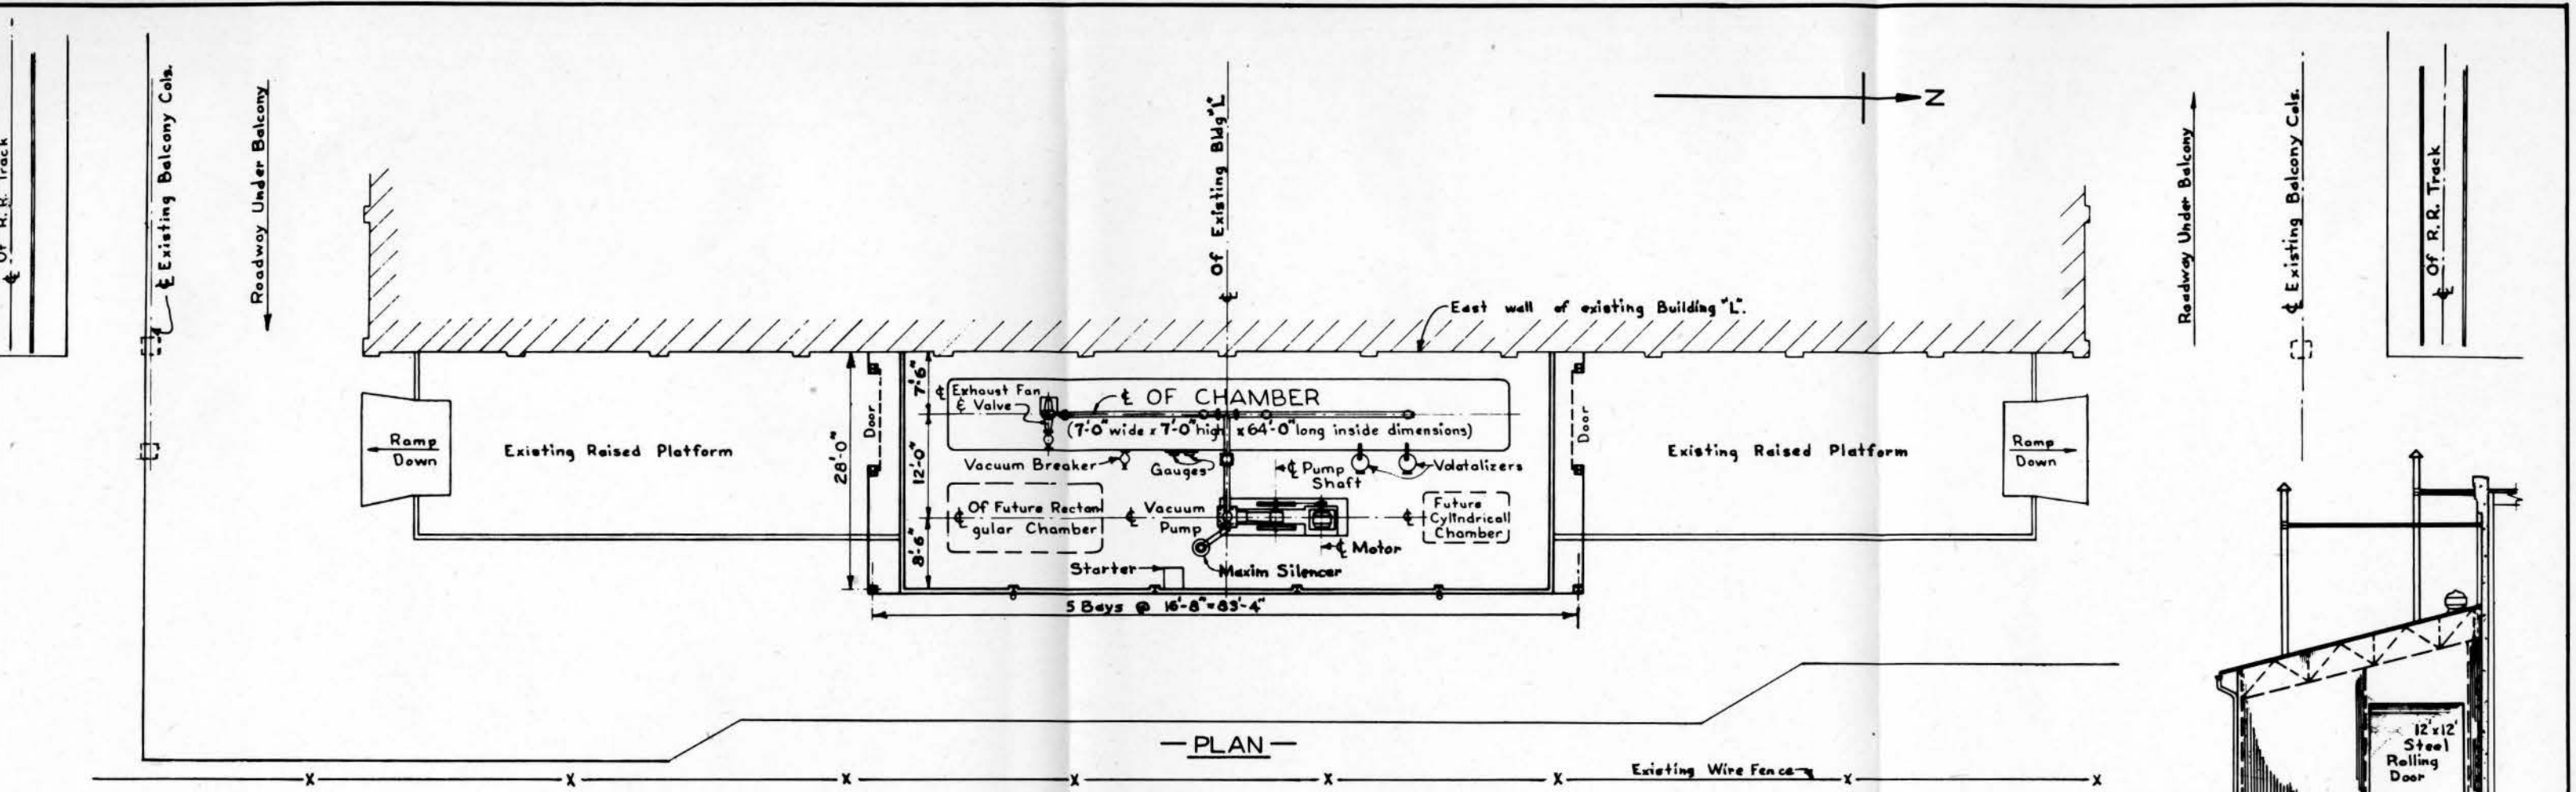 ℄ Of R. R. Track
℄ Existing Balcony Cols.
Roadway Under Balcony
℄ Of Existing Bldg "L"
N
Roadway Under Balcony
℄ Existing Balcony Cols.
℄ Of R. R. Track
East wall of existing Building "L".
Ramp
Down
Existing Raised Platform
28'-0"
Door
7'-6"
12'-0"
8'-6"
℄ Exhaust Fan
℄ Valve
℄ OF CHAMBER
(7'-0" wide x 7'-0" high x 64'-0" long inside dimensions)
Vacuum Breaker
Gauges
℄ Pump
Shaft
Volatalizers
℄ Of Future Rectan
gular Chamber
℄ Vacuum
Pump
℄ Future
Cylindrical
Chamber
℄ Motor
Starter
Maxim Silencer
5 Bays @ 16'-8" = 83'-4"
Door
Existing Raised Platform
Ramp
Down
— PLAN —
X X X X X X X X
Existing Wire Fence
12'x12'
Steel
Rolling
Door